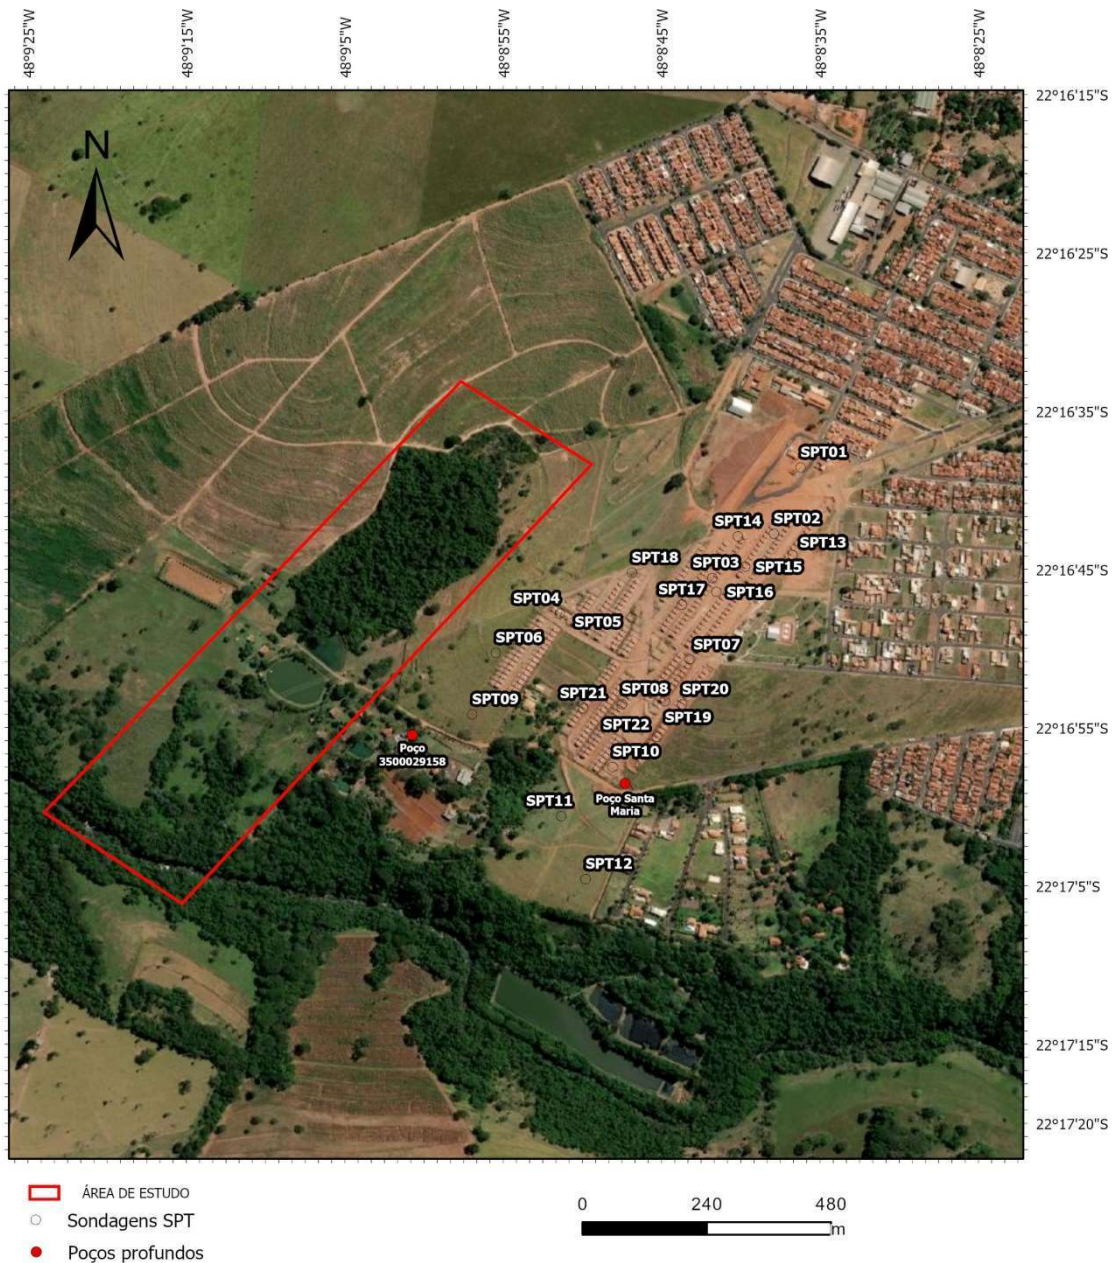 48°9'25"W
48°9'15"W
48°9'5"W
48°8'55"W
48°8'45"W
48°8'35"W
48°8'25"W
22°16'15"S
N
22°16'25"S
22°16'35"S
SPT01
SPT14
SPT02
SPT13
SPT18
SPT03
SPT15
22°16'45"S
SPT17
SPT16
SPT04
SPT05
SPT06
SPT07
SPT09
SPT21
SPT08
SPT20
SPT22
SPT19
22°16'55"S
Poço
3500029158
SPT10
Poço Santa
Maria
SPT11
SPT12
22°17'5"S
22°17'15"S
22°17'20"S
ÁREA DE ESTUDO
Sondagens SPT
Poços profundos
0 240 480
m